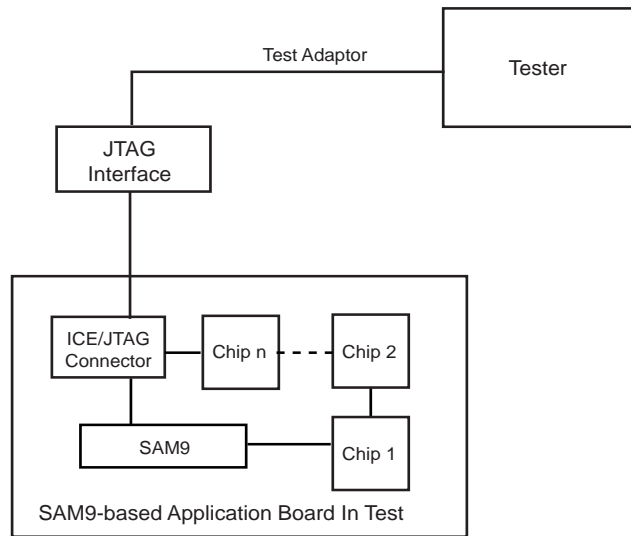 Test Adaptor
Tester
JTAG
Interface
ICE/JTAG
Connector
Chip n
Chip 2
SAM9
Chip 1
SAM9-based Application Board In Test